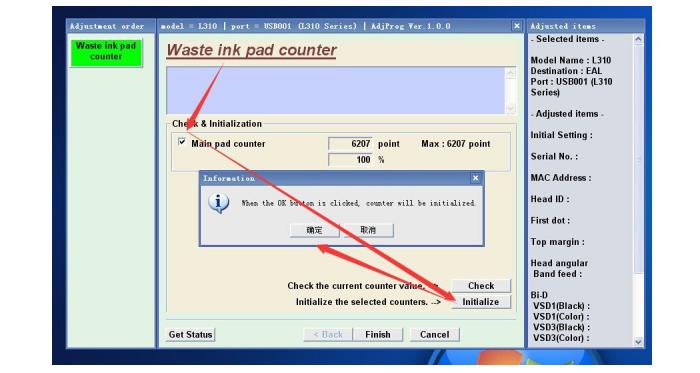 Adjustment order
model = L310 | port = USB001 (L310 Series) | AdjProg Ver.1.0.0
Adjusted items
Waste ink pad
counter
Waste ink pad counter
Check & Initialization
Main pad counter
6207 point
Max : 6207 point
100 %
Information
When the OK button is clicked, counter will be initialized.
确定
取消
Check the current counter value. -->
Check
Initialize the selected counters. -->
Initialize
Get Status
< Back
Finish
Cancel
- Selected items -
Model Name : L310
Destination : EAL
Port : USB001 (L310
Series)
- Adjusted items -
Initial Setting :
Serial No. :
MAC Address :
Head ID :
First dot :
Top margin :
Head angular
Band feed :
Bi-D
VSD1(Black) :
VSD1(Color) :
VSD3(Black) :
VSD3(Color) :